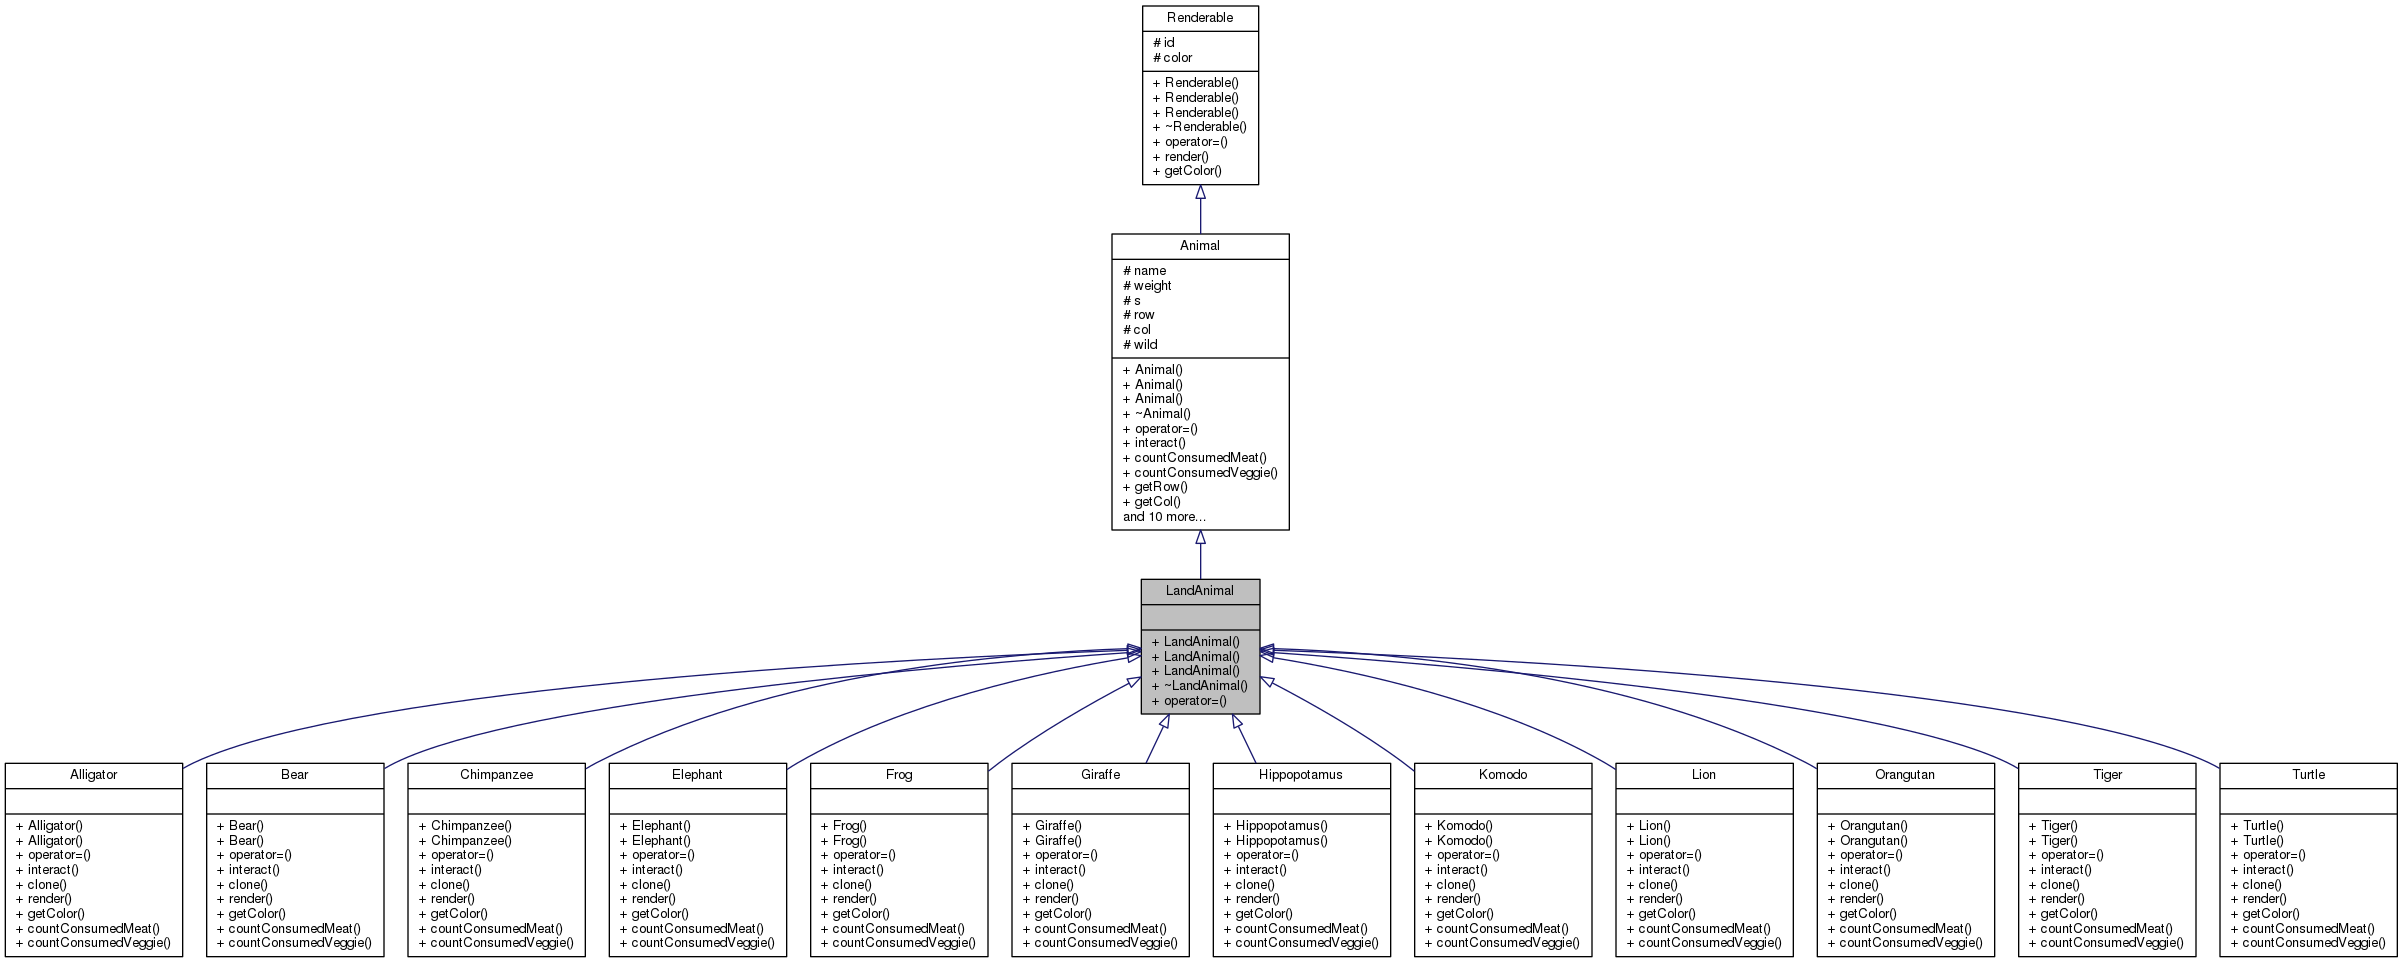 Renderable
# id
# color
+ Renderable()
+ Renderable()
+ Renderable()
+ ~Renderable()
+ operator=()
+ render()
+ getColor()
Animal
# name
# weight
# s
# row
# col
# wild
+ Animal()
+ Animal()
+ Animal()
+ ~Animal()
+ operator=()
+ interact()
+ countConsumedMeat()
+ countConsumedVeggie()
+ getRow()
+ getCol()
and 10 more...
LandAnimal
+ LandAnimal()
+ LandAnimal()
+ LandAnimal()
+ ~LandAnimal()
+ operator=()
Alligator
+ Alligator()
+ Alligator()
+ operator=()
+ interact()
+ clone()
+ render()
+ getColor()
+ countConsumedMeat()
+ countConsumedVeggie()
Bear
+ Bear()
+ Bear()
+ operator=()
+ interact()
+ clone()
+ render()
+ getColor()
+ countConsumedMeat()
+ countConsumedVeggie()
Chimpanzee
+ Chimpanzee()
+ Chimpanzee()
+ operator=()
+ interact()
+ clone()
+ render()
+ getColor()
+ countConsumedMeat()
+ countConsumedVeggie()
Elephant
+ Elephant()
+ Elephant()
+ operator=()
+ interact()
+ clone()
+ render()
+ getColor()
+ countConsumedMeat()
+ countConsumedVeggie()
Frog
+ Frog()
+ Frog()
+ operator=()
+ interact()
+ clone()
+ render()
+ getColor()
+ countConsumedMeat()
+ countConsumedVeggie()
Giraffe
+ Giraffe()
+ Giraffe()
+ operator=()
+ interact()
+ clone()
+ render()
+ getColor()
+ countConsumedMeat()
+ countConsumedVeggie()
Hippopotamus
+ Hippopotamus()
+ Hippopotamus()
+ operator=()
+ interact()
+ clone()
+ render()
+ getColor()
+ countConsumedMeat()
+ countConsumedVeggie()
Komodo
+ Komodo()
+ Komodo()
+ operator=()
+ interact()
+ clone()
+ render()
+ getColor()
+ countConsumedMeat()
+ countConsumedVeggie()
Lion
+ Lion()
+ Lion()
+ operator=()
+ interact()
+ clone()
+ render()
+ getColor()
+ countConsumedMeat()
+ countConsumedVeggie()
Orangutan
+ Orangutan()
+ Orangutan()
+ operator=()
+ interact()
+ clone()
+ render()
+ getColor()
+ countConsumedMeat()
+ countConsumedVeggie()
Tiger
+ Tiger()
+ Tiger()
+ operator=()
+ interact()
+ clone()
+ render()
+ getColor()
+ countConsumedMeat()
+ countConsumedVeggie()
Turtle
+ Turtle()
+ Turtle()
+ operator=()
+ interact()
+ clone()
+ render()
+ getColor()
+ countConsumedMeat()
+ countConsumedVeggie()